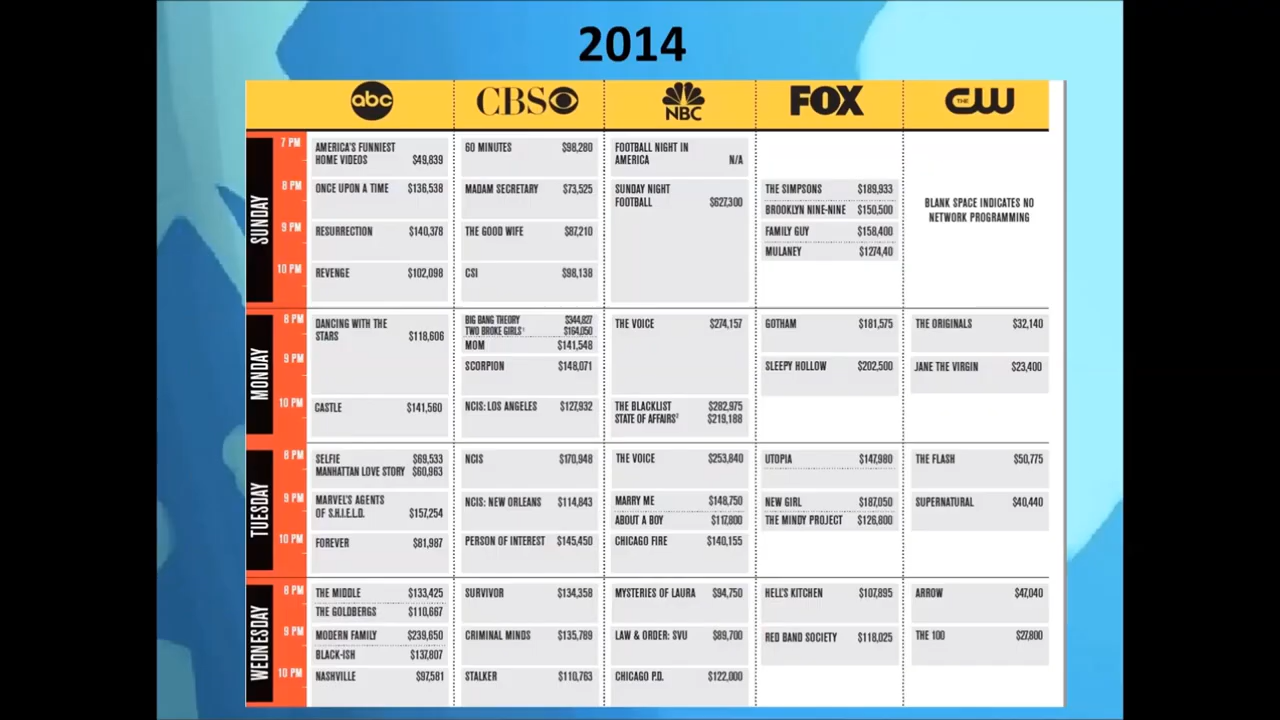 2014
abc
CBS
NBC
FOX
THE CW
SUNDAY
7 PM
AMERICA'S FUNNIEST
HOME VIDEOS $49,839
60 MINUTES $98,280
FOOTBALL NIGHT IN
AMERICA N/A
8 PM
ONCE UPON A TIME $136,538
MADAM SECRETARY $73,525
SUNDAY NIGHT
FOOTBALL $627,300
THE SIMPSONS $189,933
BROOKLYN NINE-NINE $150,500
BLANK SPACE INDICATES NO
NETWORK PROGRAMMING
9 PM
RESURRECTION $140,378
THE GOOD WIFE $87,210
FAMILY GUY $158,400
MULANEY $1274,40
10 PM
REVENGE $102,098
CSI $98,138
MONDAY
8 PM
DANCING WITH THE
STARS $118,606
BIG BANG THEORY $344,827
TWO BROKE GIRLS¹ $164,050
MOM $141,548
THE VOICE $274,157
GOTHAM $181,575
THE ORIGINALS $32,140
9 PM
SCORPION $148,071
SLEEPY HOLLOW $202,500
JANE THE VIRGIN $23,400
10 PM
CASTLE $141,560
NCIS: LOS ANGELES $127,932
THE BLACKLIST $282,975
STATE OF AFFAIRS² $219,188
TUESDAY
8 PM
SELFIE $69,533
MANHATTAN LOVE STORY $60,963
NCIS $170,948
THE VOICE $253,840
UTOPIA $147,980
THE FLASH $50,775
9 PM
MARVEL'S AGENTS
OF S.H.I.E.L.D. $157,254
NCIS: NEW ORLEANS $114,843
MARRY ME $148,750
ABOUT A BOY $117,800
NEW GIRL $187,050
THE MINDY PROJECT $126,800
SUPERNATURAL $40,440
10 PM
FOREVER $81,987
PERSON OF INTEREST $145,450
CHICAGO FIRE $140,155
WEDNESDAY
8 PM
THE MIDDLE $133,425
THE GOLDBERGS $110,667
SURVIVOR $134,358
MYSTERIES OF LAURA $94,750
HELL'S KITCHEN $107,895
ARROW $47,040
9 PM
MODERN FAMILY $239,650
BLACK-ISH $137,807
CRIMINAL MINDS $135,789
LAW & ORDER: SVU $89,700
RED BAND SOCIETY $118,025
THE 100 $27,800
10 PM
NASHVILLE $97,581
STALKER $110,763
CHICAGO P.D. $122,000